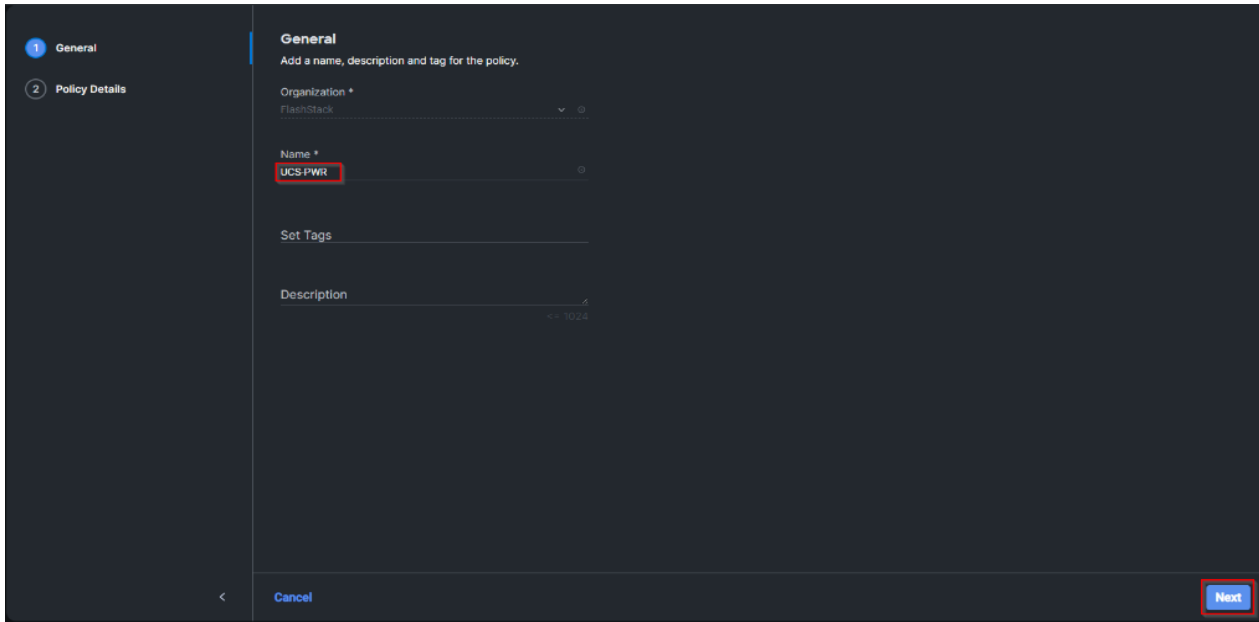 1 General
2 Policy Details
General
Add a name, description and tag for the policy.
Organization *
FlashStack
Name *
UCS-PWR
Set Tags
Description
<= 1024
Cancel
Next